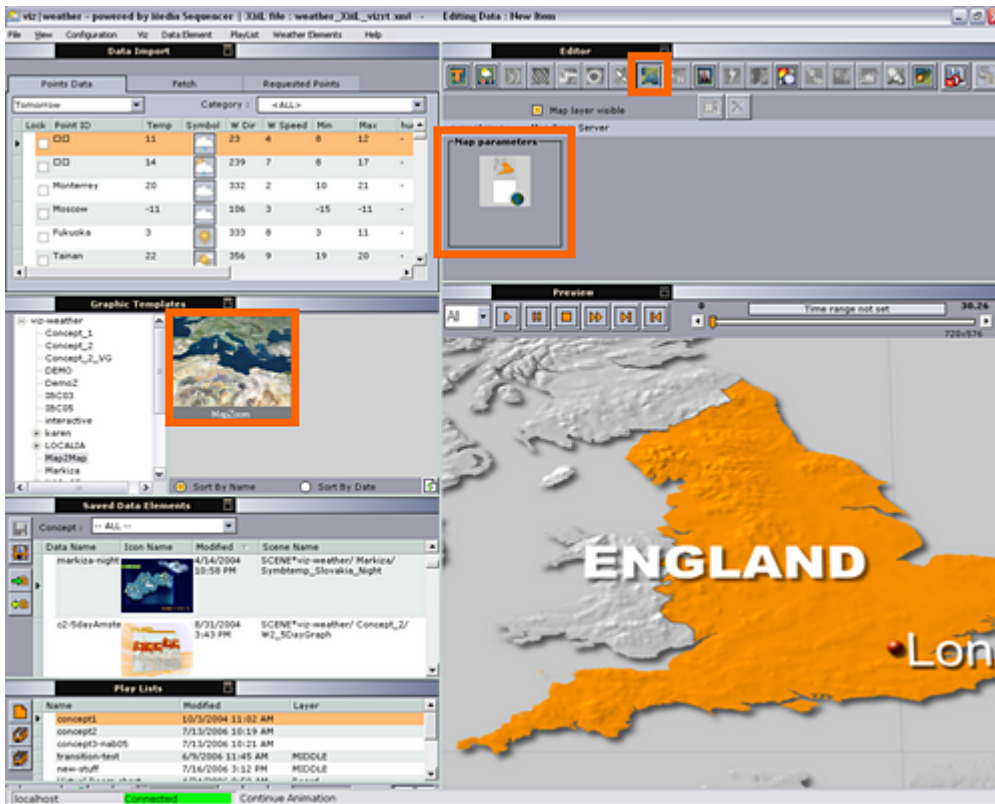 viz|weather - powered by Media Sequencer | XML file : weather_XML_vizrt.xml - Editing Data : New Item
File View Configuration Viz Data Element PlayList Weather Elements Help
Data Import
Points Data Fetch Requested Points
Tomorrow Category : <ALL>
Lock Point ID Temp Symbol W Dir W Speed Min Max hu
11 23 4 8 12 -
14 239 7 8 17 -
Monterrey 20 332 2 10 21 -
Moscow -11 106 3 -15 -11 -
Fukuoka 3 333 8 3 11 -
Tainan 22 356 9 19 20 -
Graphic Templates
viz-weather
Concept_1
Concept_2
Concept_2_VG
DEMO
Demo2
IBC03
IBC05
interactive
karen
LOCALIA
Map2Map
Markiza
MapZoom
Sort By Name Sort By Date
Saved Data Elements
Concept : -- ALL --
Data Name Icon Name Modified Scene Name
markiza-night 4/14/2004 10:58 PM SCENE*viz-weather/ Markiza/ Symbtemp_Slovakia_Night
c2-5dayAmste 8/31/2004 3:43 PM SCENE*viz-weather/ Concept_2/ W2_5DayGraph
Play Lists
Name Modified Layer
concept1 10/3/2004 11:02 AM
concept2 7/13/2006 10:19 AM
concept3-nab05 7/13/2006 10:21 AM
transition-test 6/9/2006 11:45 AM MIDDLE
new-stuff 7/16/2006 3:12 PM MIDDLE
localhost Connected Continue Animation
Editor
Map layer visible
Server
Map parameters
Preview
All 0 Time range not set 38.26
720x576
ENGLAND
Lon